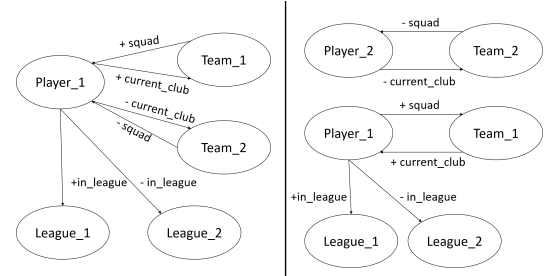 + squad
Team_1
Player_1
+ current_club
- current_club
- squad
Team_2
+in_league
- in_league
League_1
League_2
- squad
Player_2
Team_2
- current_club
+ squad
Player_1
Team_1
+ current_club
+in_league
- in_league
League_1
League_2